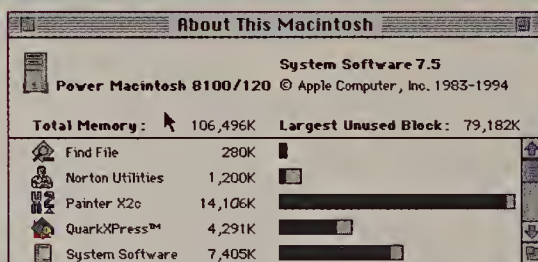 About This Macintosh
System Software 7.5
Power Macintosh 8100/120 © Apple Computer, Inc. 1983-1994
Total Memory: 106,496K Largest Unused Block: 79,182K
Find File 280K
Norton Utilities 1,200K
Painter X2c 14,106K
QuarkXPress™ 4,291K
System Software 7,405K